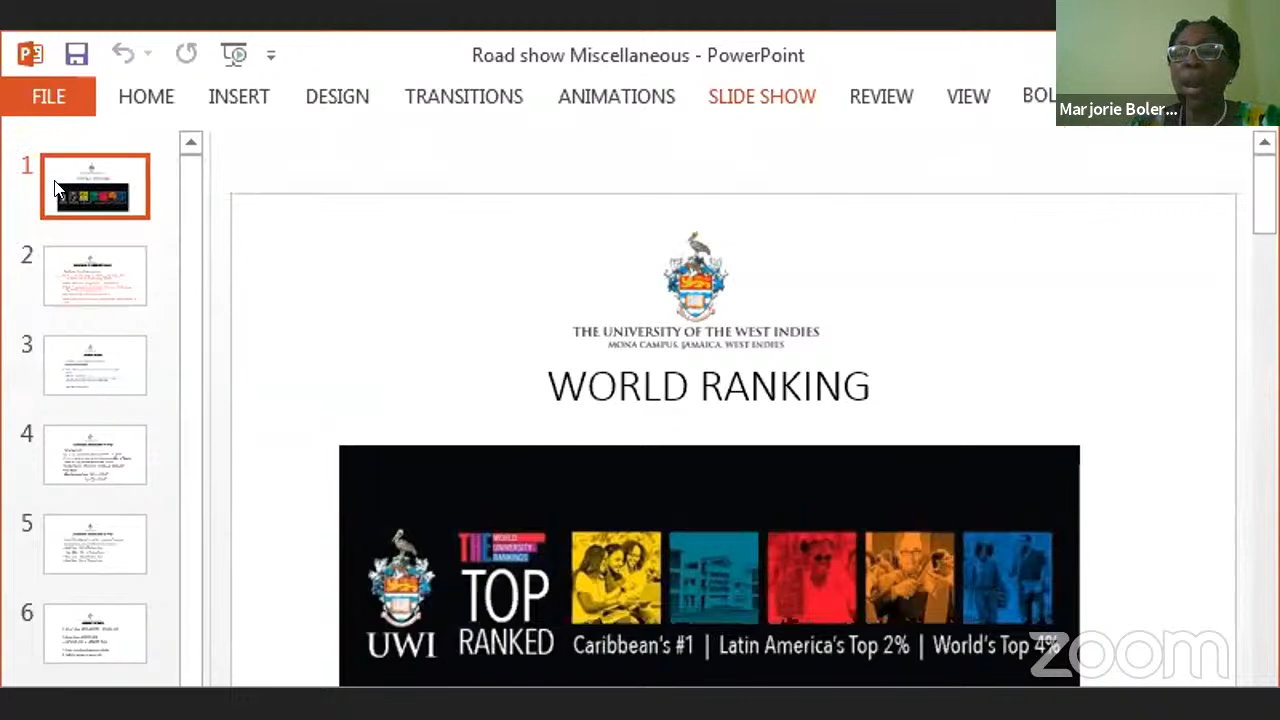 Road show Miscellaneous - PowerPoint
FILE HOME INSERT DESIGN TRANSITIONS ANIMATIONS SLIDE SHOW REVIEW VIEW BOL
Marjorie Boler...
1
2
3
4
5
6
THE UNIVERSITY OF THE WEST INDIES
MONA CAMPUS, JAMAICA, WEST INDIES
WORLD RANKING
UWI
THE WORLD UNIVERSITY RANKINGS
TOP
RANKED
Caribbean's #1 | Latin America's Top 2% | World's Top 4%
zoom